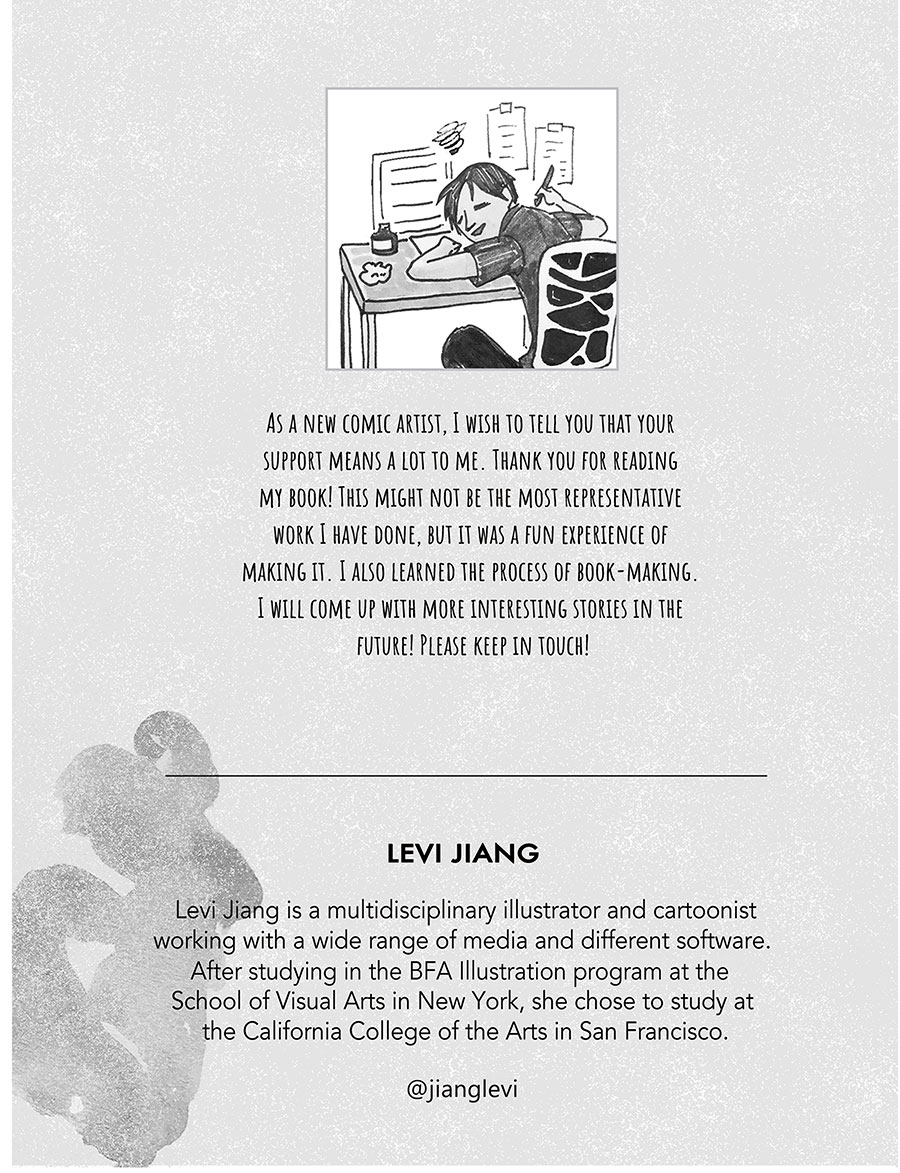 As a new comic artist, I wish to tell you that your
support means a lot to me. Thank you for reading
my book! This might not be the most representative
work I have done, but it was a fun experience of
making it. I also learned the process of book-making.
I will come up with more interesting stories in the
future! Please keep in touch!
LEVI JIANG
Levi Jiang is a multidisciplinary illustrator and cartoonist
working with a wide range of media and different software.
After studying in the BFA Illustration program at the
School of Visual Arts in New York, she chose to study at
the California College of the Arts in San Francisco.
@jianglevi